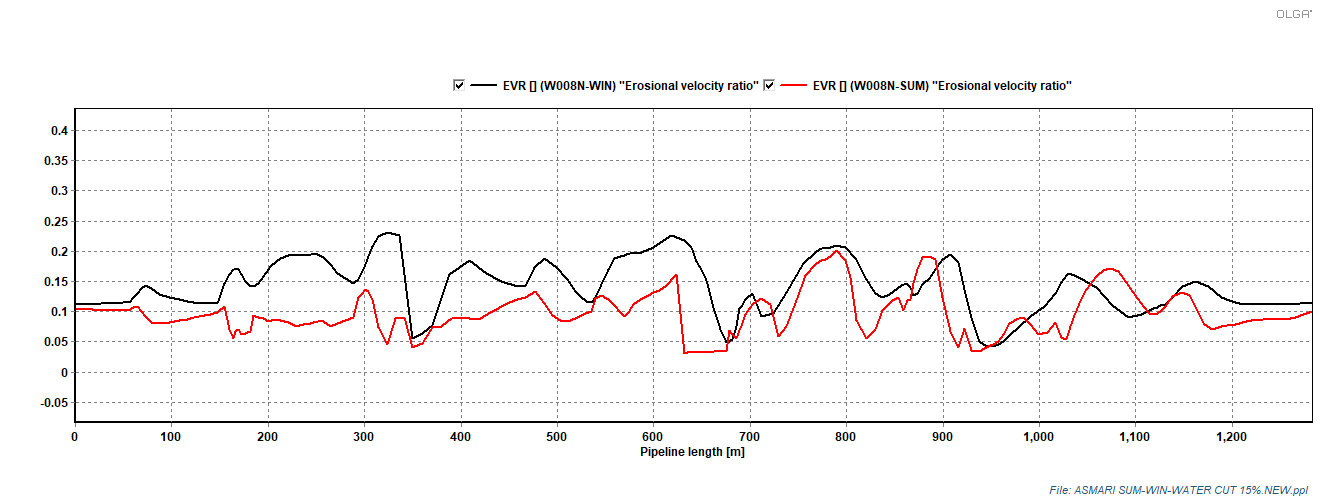 OLGA
EVR [] (W008N-WIN) "Erosional velocity ratio" EVR [] (W008N-SUM) "Erosional velocity ratio"
0.4
0.35
0.3
0.25
0.2
0.15
0.1
0.05
0
-0.05
0 100 200 300 400 500 600 700 800 900 1,000 1,100 1,200
Pipeline length [m]
File: ASMARI SUM-WIN-WATER CUT 15%.NEW.ppl